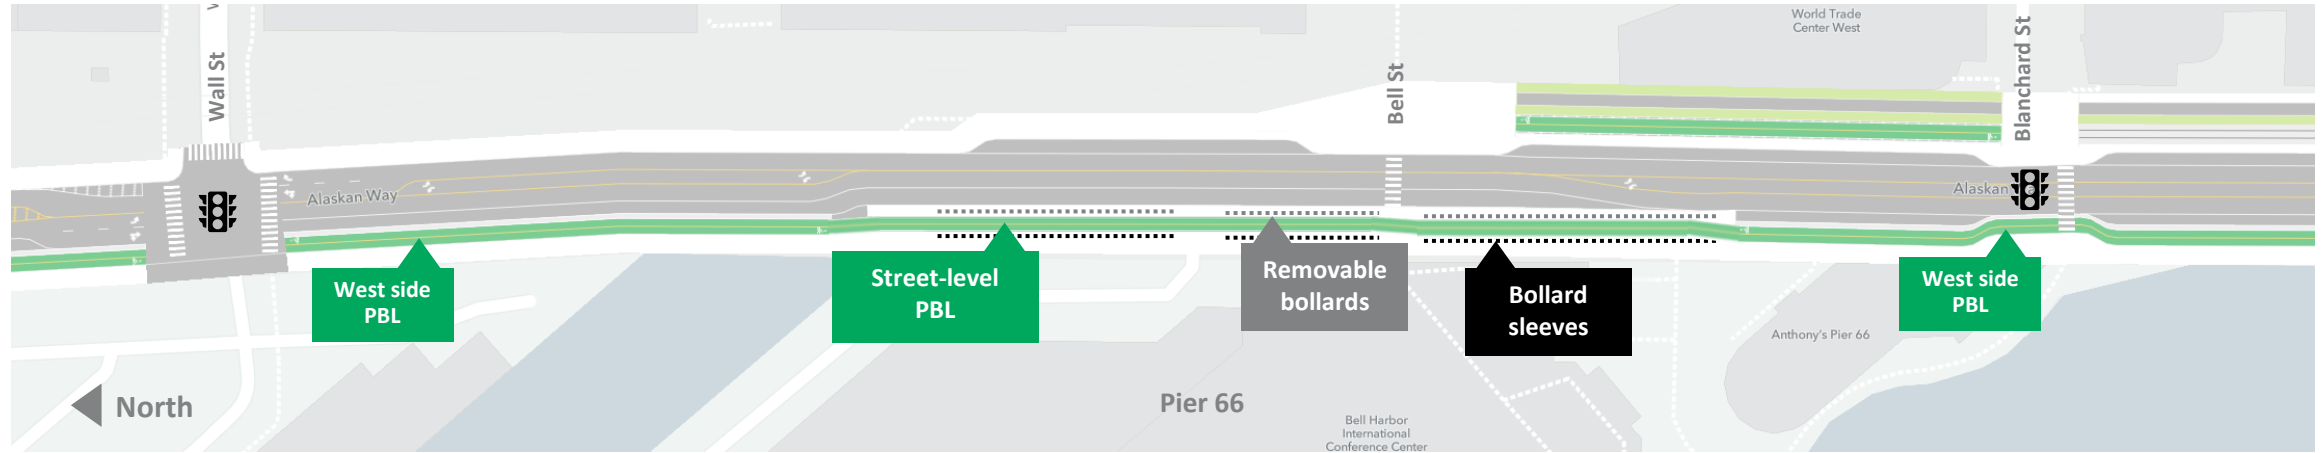 World Trade
Center West
Wall St
Bell St
Blanchard St
Alaskan Way
Alaskan
West side
PBL
Street-level
PBL
Removable
bollards
Bollard
sleeves
West side
PBL
Anthony's Pier 66
North
Pier 66
Bell Harbor
International
Conference Center